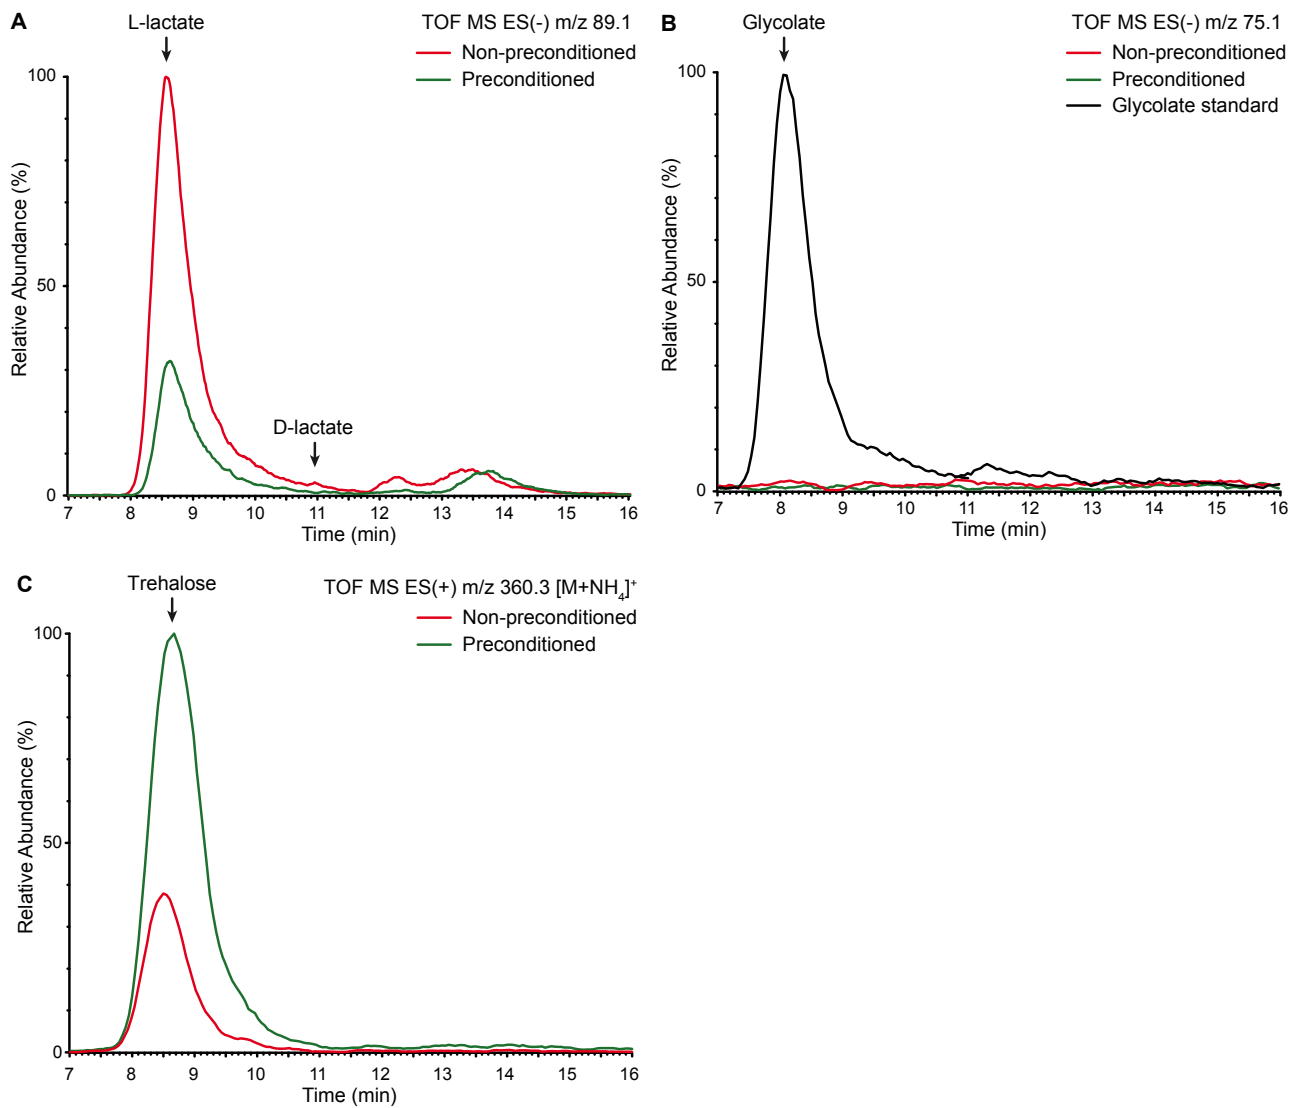 A
L-lactate
TOF MS ES(-) m/z 89.1
Non-preconditioned
Preconditioned
100
50
0
Relative Abundance (%)
D-lactate
7 8 9 10 11 12 13 14 15 16
Time (min)
B
Glycolate
TOF MS ES(-) m/z 75.1
Non-preconditioned
Preconditioned
Glycolate standard
100
50
0
Relative Abundance (%)
7 8 9 10 11 12 13 14 15 16
Time (min)
C
Trehalose
TOF MS ES(+) m/z 360.3 [M+NH₄]⁺
Non-preconditioned
Preconditioned
100
50
0
Relative Abundance (%)
7 8 9 10 11 12 13 14 15 16
Time (min)